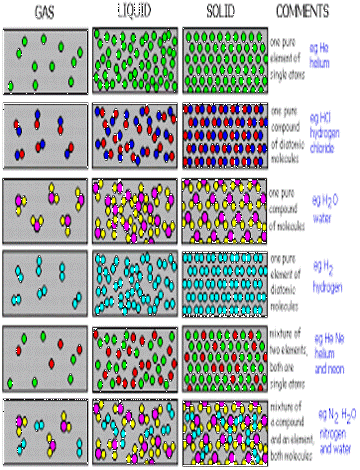 GAS LIQUID SOLID COMMENTS
one pure
element of
single atoms
eg He
helium
one pure
compound
of diatomic
molecules
eg HCl
hydrogen
chloride
one pure
compound
of molecules
eg H₂O
water
one pure
element of
diatomic
molecules
eg H₂
hydrogen
mixture of
two elements,
both are
single atoms
eg He Ne
helium
and neon
mixture of
a compound
and an element,
both molecules
eg N₂ H₂O
nitrogen
and water